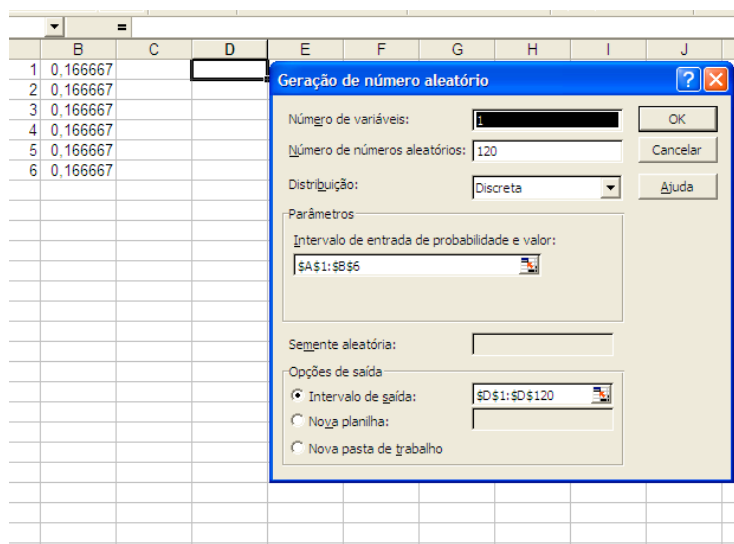 =
B C D E F G H I J
1 0,166667
2 0,166667
3 0,166667
4 0,166667
5 0,166667
6 0,166667
Geração de número aleatório
?
Número de variáveis: 1
OK
Número de números aleatórios: 120
Cancelar
Distribuição: Discreta
Ajuda
Parâmetros
Intervalo de entrada de probabilidade e valor:
$A$1:$B$6
Semente aleatória:
Opções de saída
Intervalo de saída: $D$1:$D$120
Nova planilha:
Nova pasta de trabalho